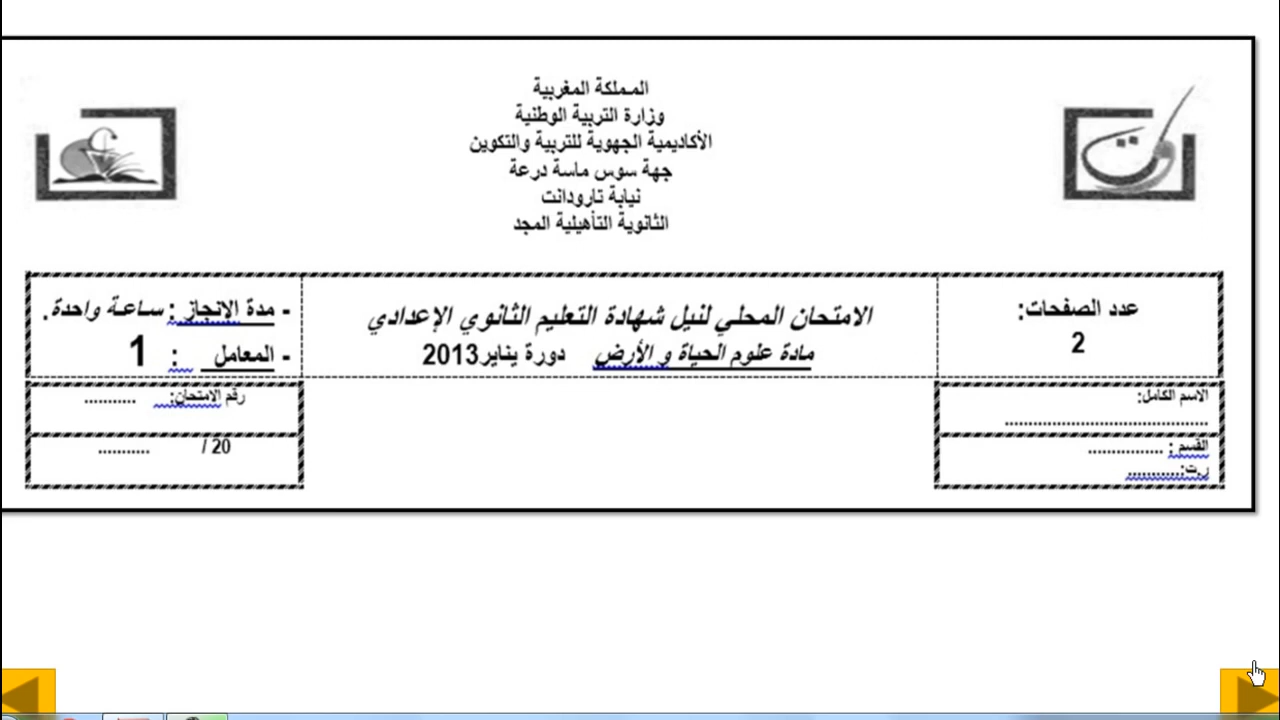 المملكة المغربية
وزارة التربية الوطنية
الأكاديمية الجهوية للتربية والتكوين
جهة سوس ماسة درعة
نيابة تارودانت
الثانوية التأهيلية المجد
عدد الصفحات:
2
الامتحان المحلي لنيل شهادة التعليم الثانوي الإعدادي
مادة علوم الحياة و الأرض دورة يناير2013
- مدة الإنجاز : ساعة واحدة.
- المعامل : 1
الاسم الكامل:
..........................................
القسم : ................
ر.ت:...........
رقم الامتحان: ...........
20 / ...........